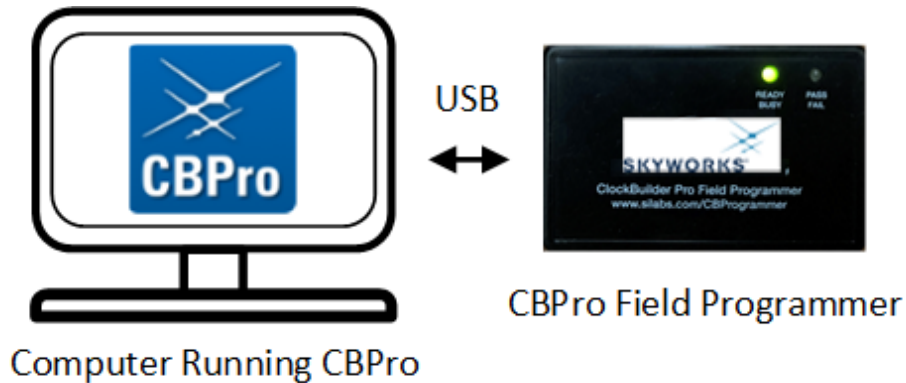 CBPro
USB
READY
BUSY
PASS
FAIL
SKYWORKS
ClockBuilder Pro Field Programmer
www.silabs.com/CBProgrammer
CBPro Field Programmer
Computer Running CBPro